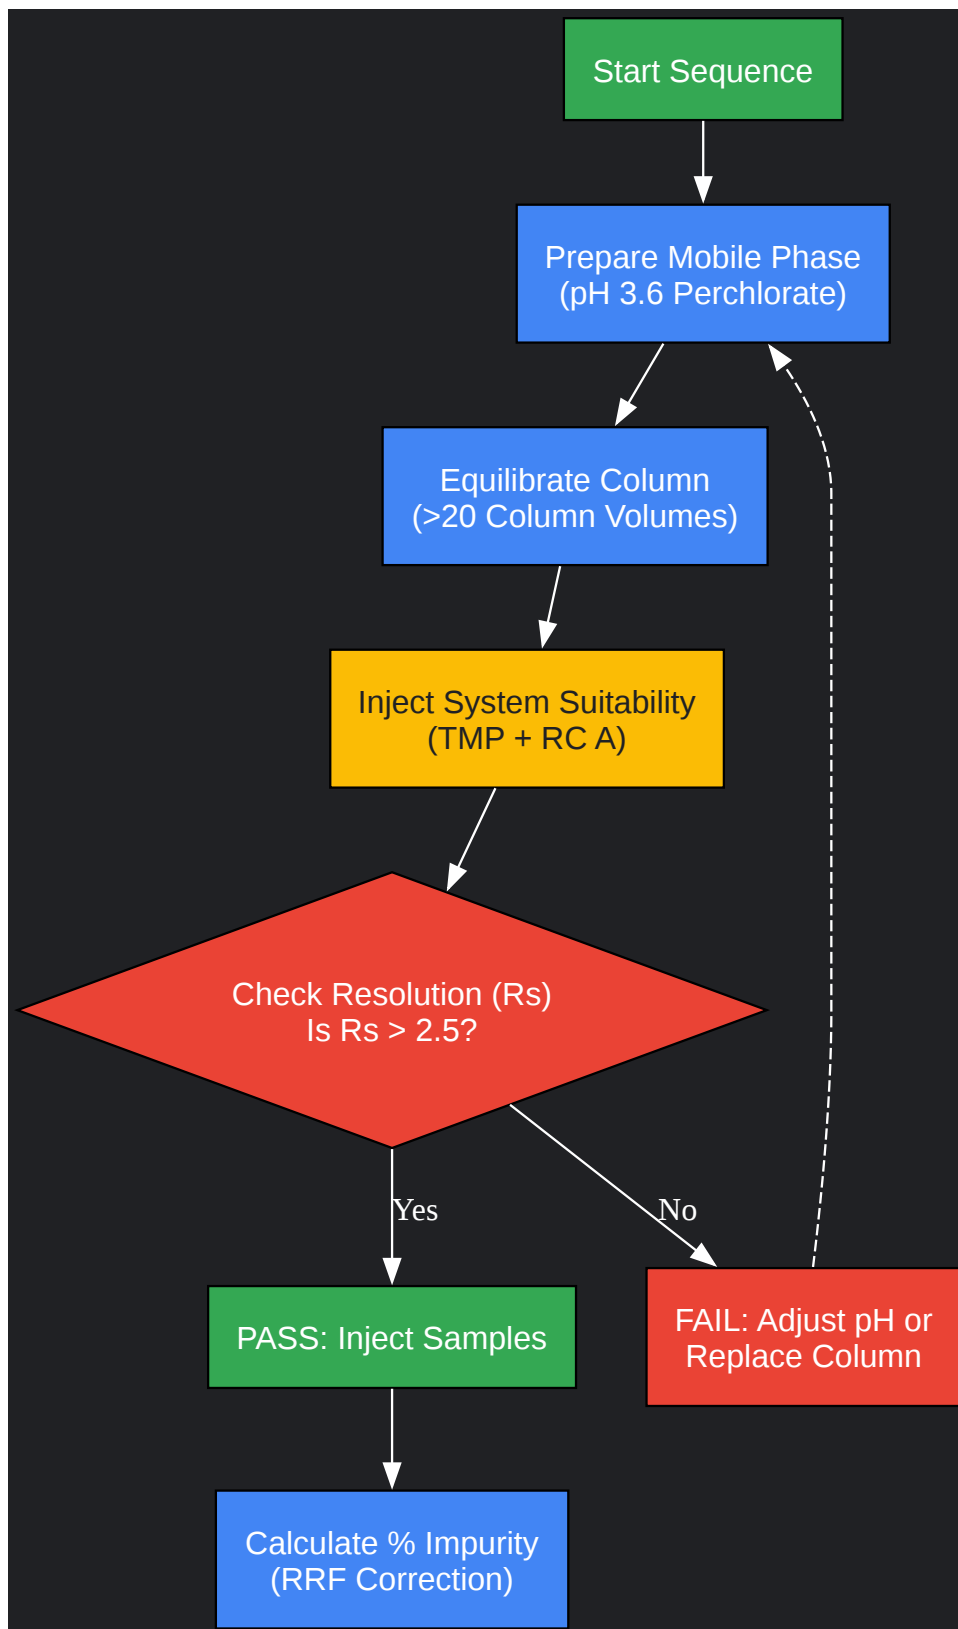 Start Sequence
Prepare Mobile Phase
(pH 3.6 Perchlorate)
Equilibrate Column
(>20 Column Volumes)
Inject System Suitability
(TMP + RC A)
Check Resolution (Rs)
Is Rs > 2.5?
Yes
No
PASS: Inject Samples
FAIL: Adjust pH or
Replace Column
Calculate % Impurity
(RRF Correction)